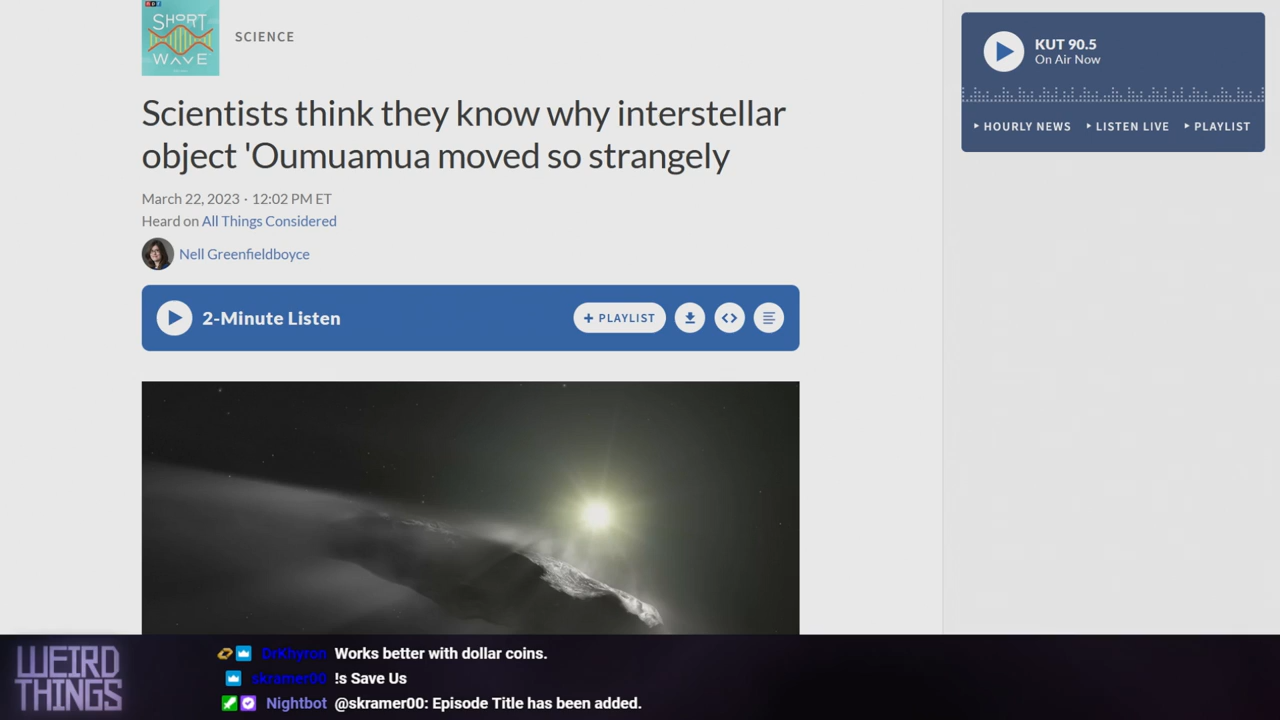 SHORT
WAVE
SCIENCE
Scientists think they know why interstellar
object 'Oumuamua moved so strangely
March 22, 2023 · 12:02 PM ET
Heard on All Things Considered
Nell Greenfieldboyce
2-Minute Listen
+ PLAYLIST
KUT 90.5
On Air Now
HOURLY NEWS LISTEN LIVE PLAYLIST
WEIRD
THINGS
DrKhyron Works better with dollar coins.
skramer00 !s Save Us
Nightbot @skramer00: Episode Title has been added.